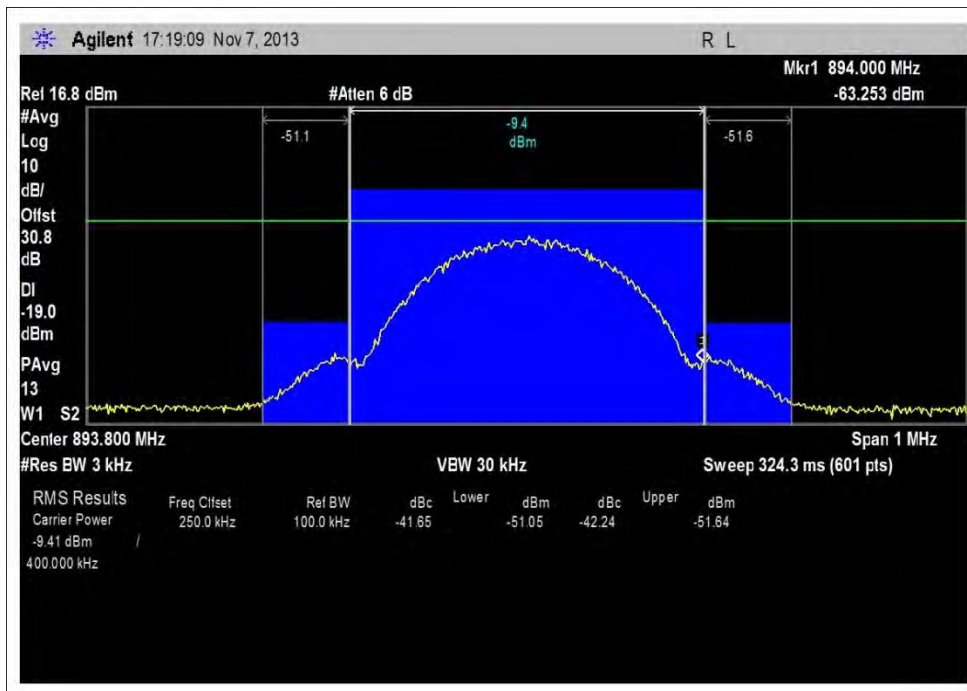 Agilent 17:19:09 Nov 7, 2013 R L
Mkr1 894.000 MHz
Ref 16.8 dBm #Atten 6 dB -63.253 dBm
#Avg
Log
10
dB/
Offst
30.8
dB
DI
-19.0
dBm
PAvg
13
W1 S2
-51.1
-9.4
dBm
-51.6
1
Center 893.800 MHz Span 1 MHz
#Res BW 3 kHz VBW 30 kHz Sweep 324.3 ms (601 pts)
RMS Results Freq Offset Ref BW dBc Lower dBm dBc Upper dBm
Carrier Power 250.0 kHz 100.0 kHz -41.65 -51.05 -42.24 -51.64
-9.41 dBm /
400.000 kHz